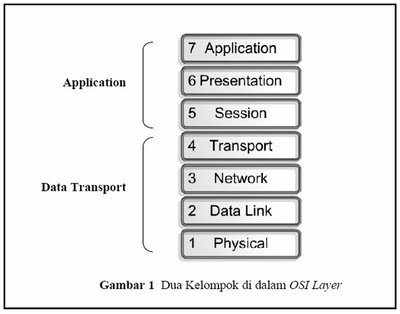 7 Application
Application
6 Presentation
5 Session
4 Transport
Data Transport
3 Network
2 Data Link
1 Physical
Gambar 1 Dua Kelompok di dalam OSI Layer